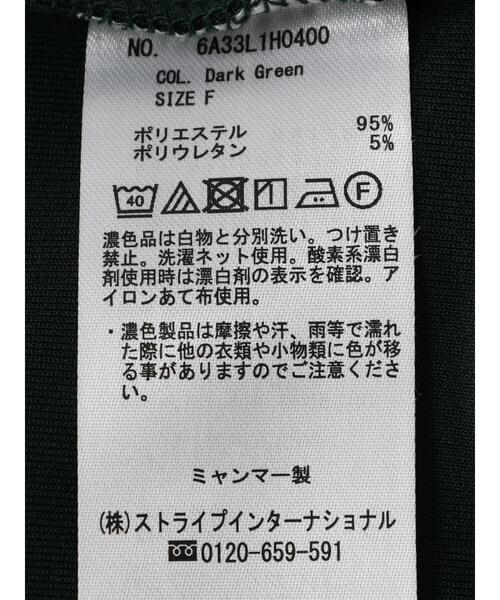 NO. 6A33L1H0400
COL. Dark Green
SIZE F
ポリエステル 95%
ポリウレタン 5%
40 F
濃色品は白物と分別洗い。つけ置き
禁止。洗濯ネット使用。酸素系漂白
剤使用時は漂白剤の表示を確認。ア
イロンあて布使用。
・濃色製品は摩擦や汗、雨等で濡れ
た際に他の衣類や小物類に色が移
る事がありますのでご注意くださ
い。
ミャンマー製
(株)ストライプインターナショナル
0120-659-591